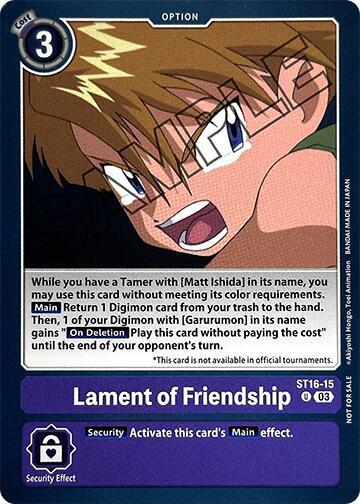 OPTION
Cost
3
SAMPLE
While you have a Tamer with [Matt Ishida] in its name, you
may use this card without meeting its color requirements.
Main Return 1 Digimon card from your trash to the hand.
Then, 1 of your Digimon with [Garurumon] in its name
gains "On Deletion Play this card without paying the cost"
until the end of your opponent's turn.
*This card is not available in official tournaments.
NOT FOR SALE ©Akiyoshi Hongo, Toei Animation BANDAI MADE IN JAPAN
Lament of Friendship
ST16-15
U 03
Security Activate this card's Main effect.
Security Effect